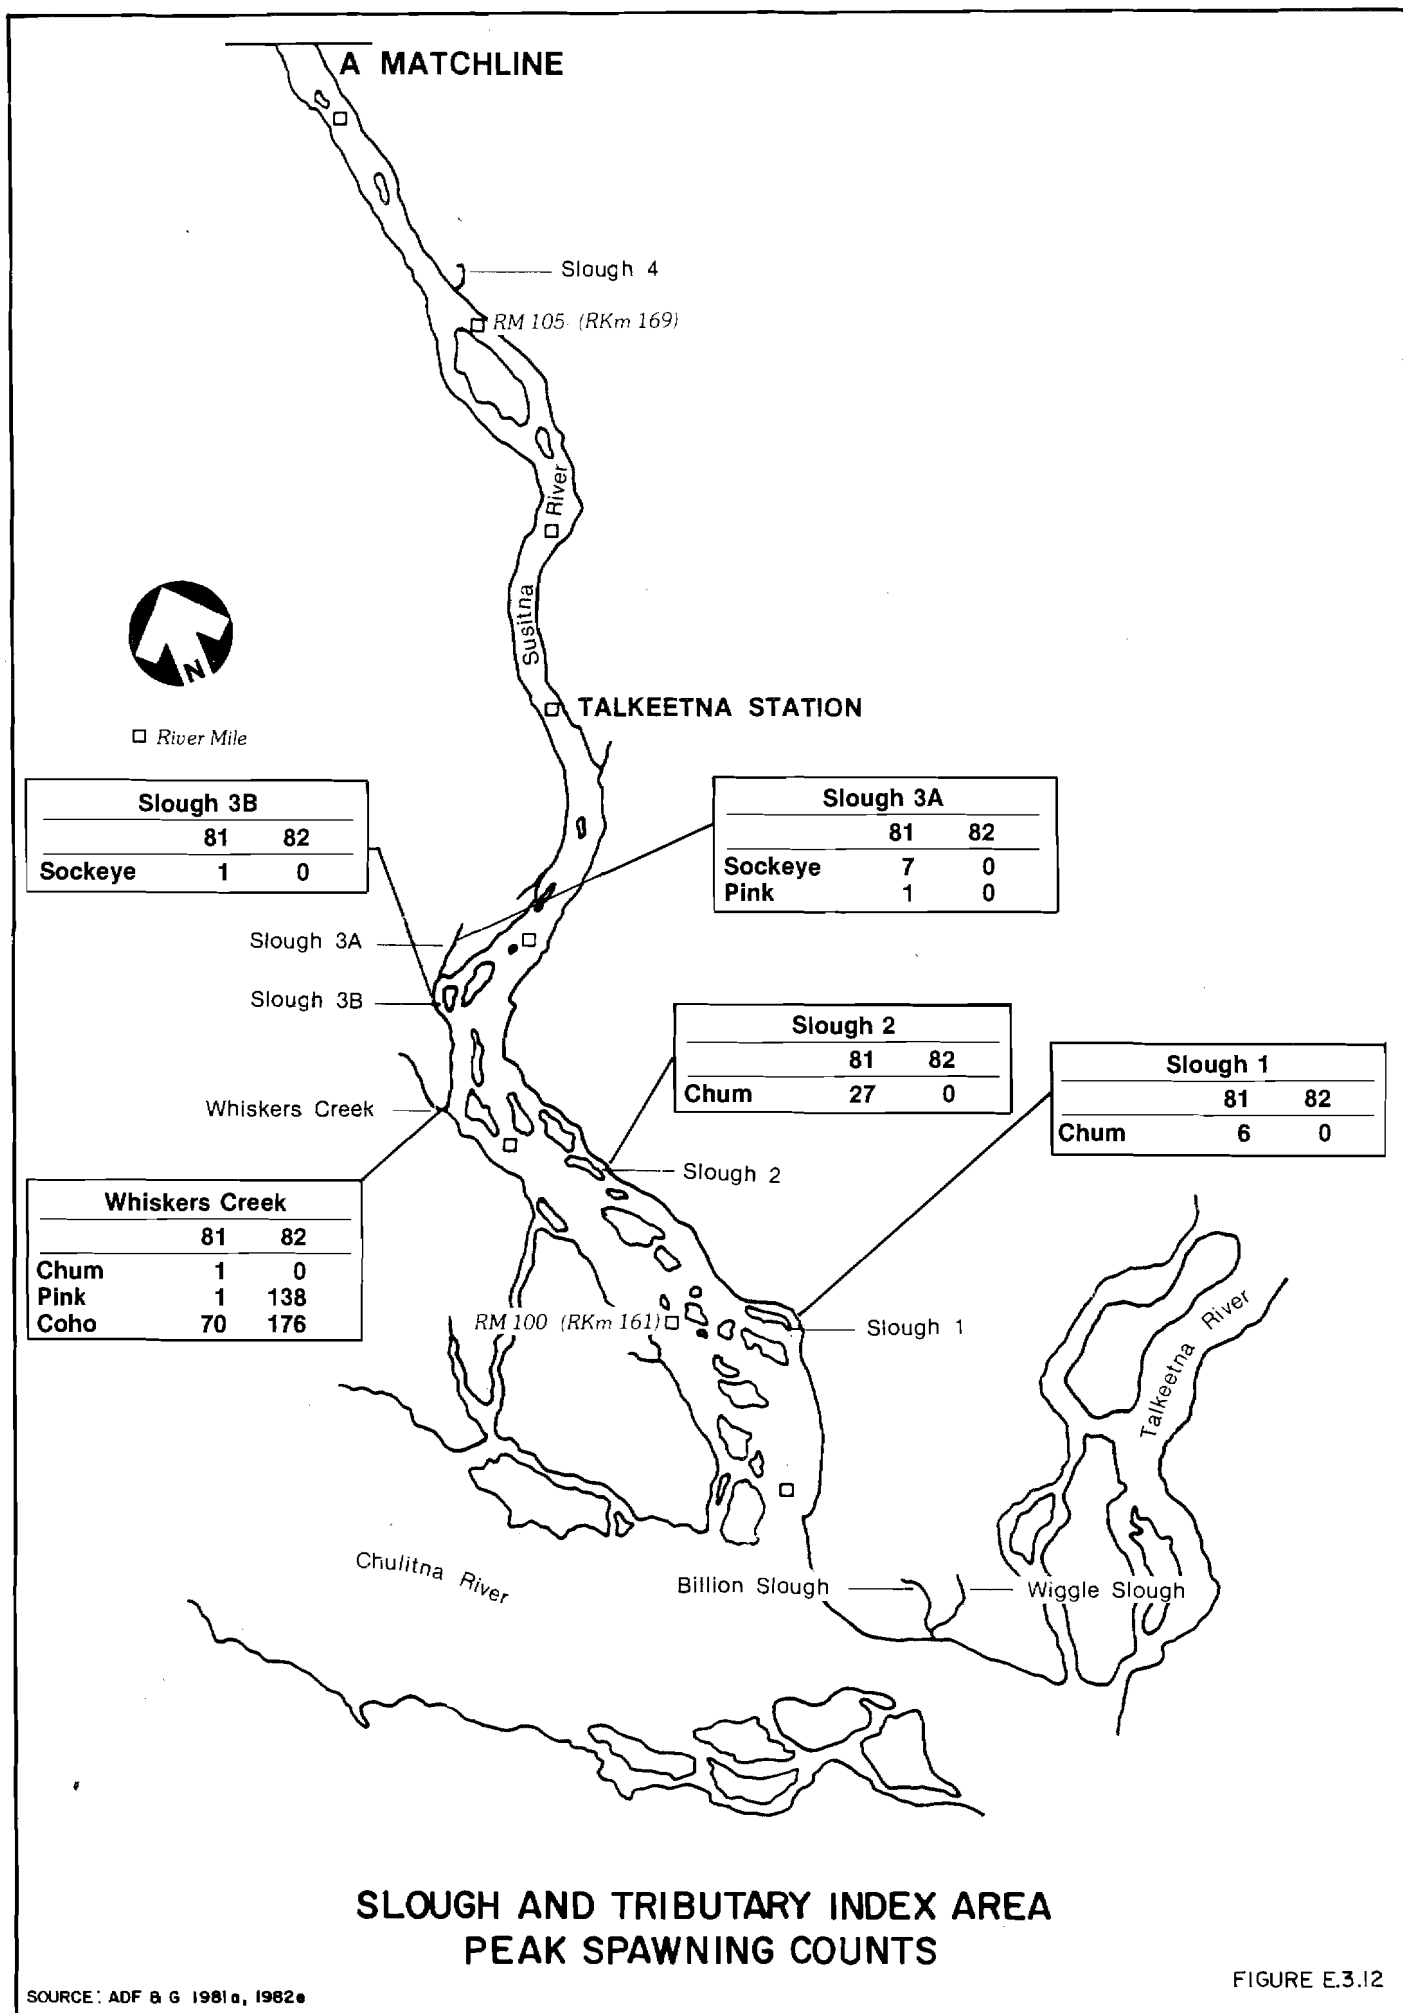 A MATCHLINE
Slough 4
RM 105 (RKm 169)
River
Susitna
N
TALKEETNA STATION
River Mile
Slough 3B
81 82
Sockeye 1 0
Slough 3A
81 82
Sockeye 7 0
Pink 1 0
Slough 3A
Slough 3B
Slough 2
81 82
Chum 27 0
Slough 1
81 82
Chum 6 0
Whiskers Creek
Slough 2
Whiskers Creek
81 82
Chum 1 0
Pink 1 138
Coho 70 176
RM 100 (RKm 161)
Slough 1
Talkeetna River
Chulitna River
Billion Slough
Wiggle Slough
SLOUGH AND TRIBUTARY INDEX AREA
PEAK SPAWNING COUNTS
FIGURE E.3.12
SOURCE: ADF & G 1981a, 1982e